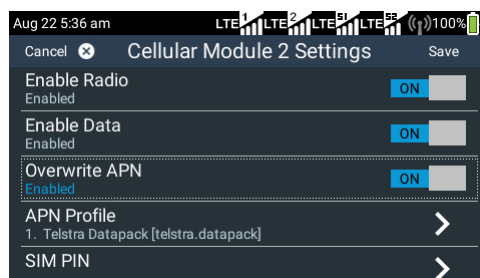 Aug 22 5:36 am LTE 1 LTE 2 LTE S1 LTE S2 100%
Cancel Cellular Module 2 Settings Save
Enable Radio
Enabled ON
Enable Data
Enabled ON
Overwrite APN
Enabled ON
APN Profile
1. Telstra Datapack [telstra.datapack]
SIM PIN